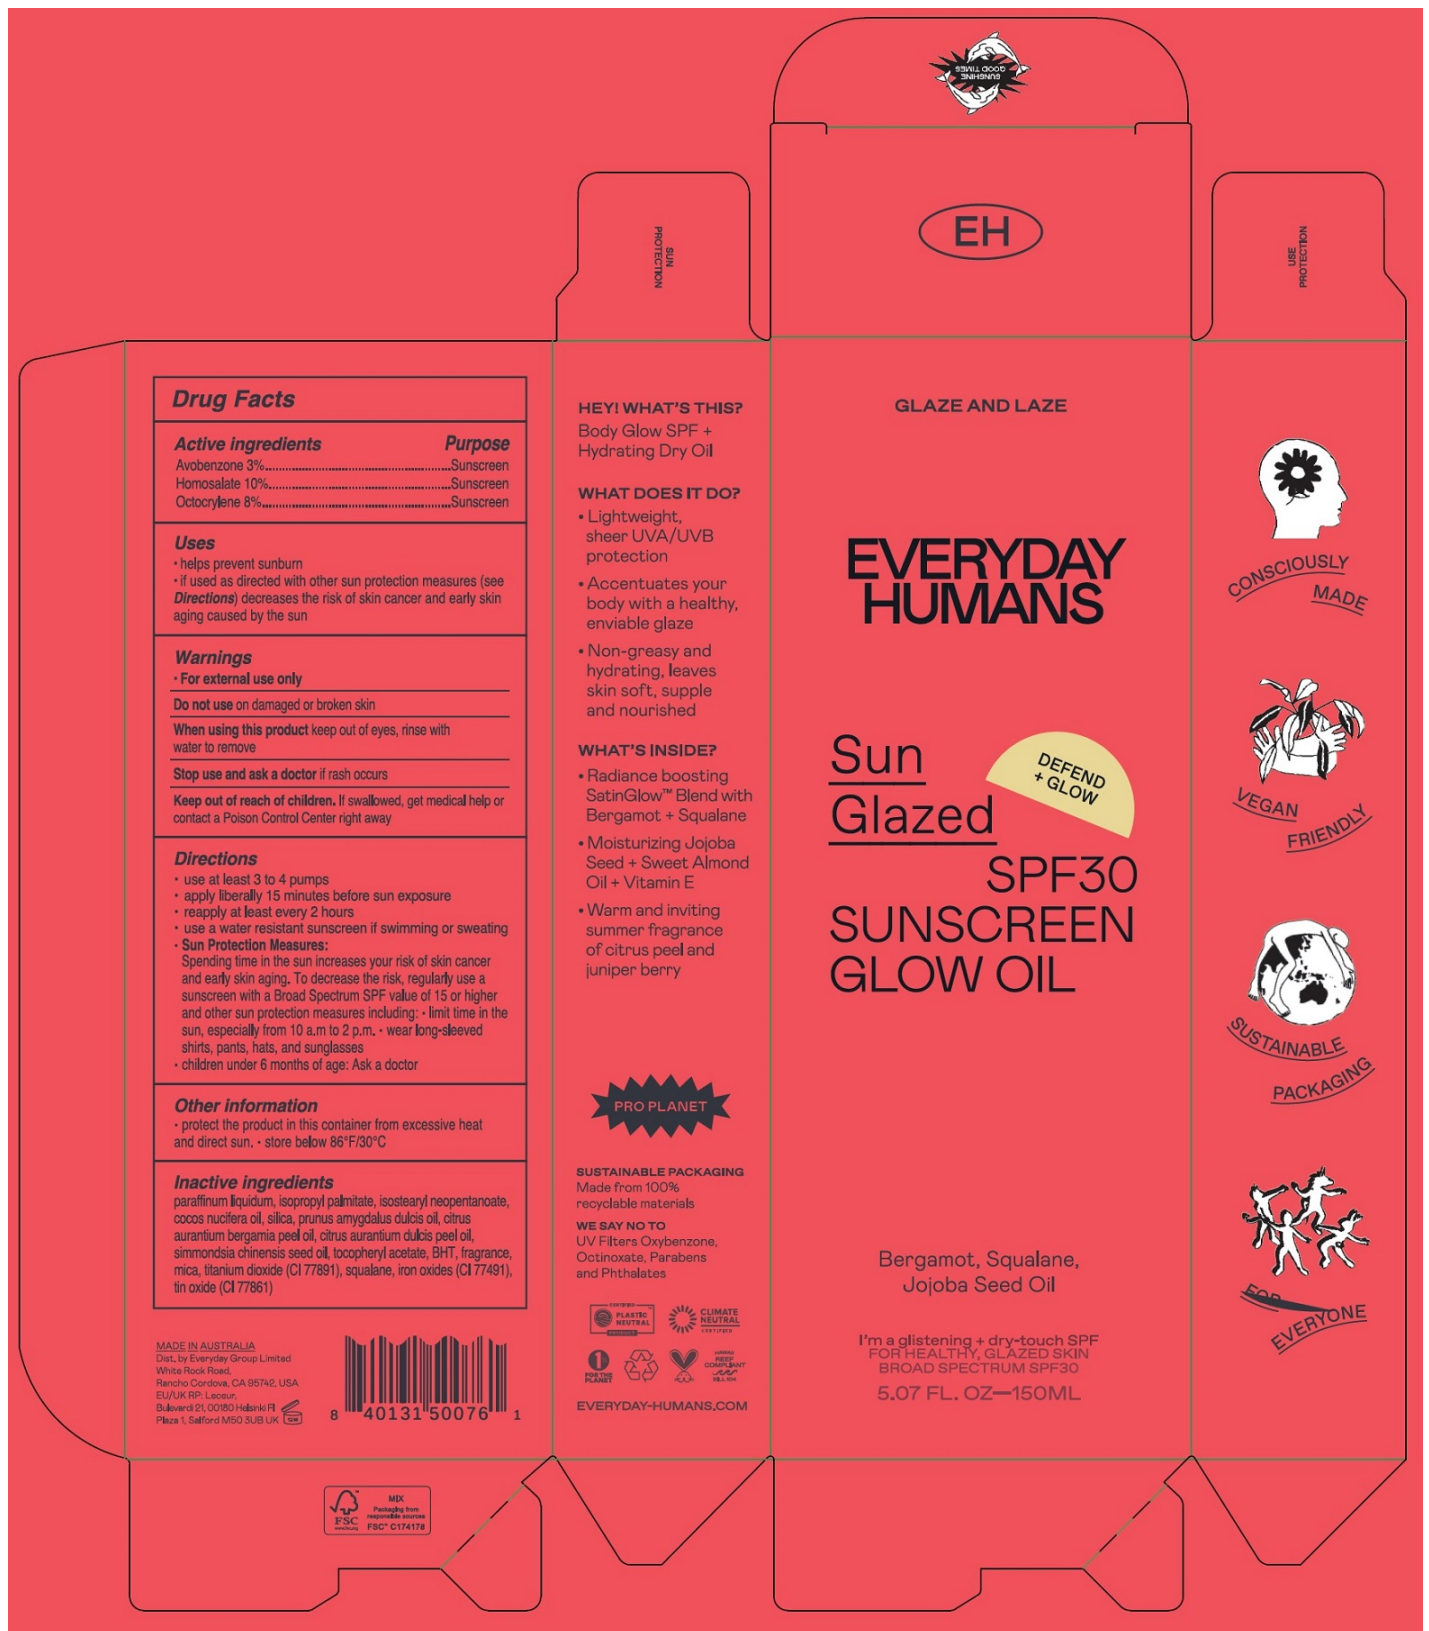 SUNSHINE
GOOD TIMES
EH
SUN
PROTECTION
USE
PROTECTION
Drug Facts
Active ingredients Purpose
Avobenzone 3%..........Sunscreen
Homosalate 10%..........Sunscreen
Octocrylene 8%..........Sunscreen
Uses
• helps prevent sunburn
• if used as directed with other sun protection measures (see
Directions) decreases the risk of skin cancer and early skin
aging caused by the sun
Warnings
• For external use only
Do not use on damaged or broken skin
When using this product keep out of eyes, rinse with
water to remove
Stop use and ask a doctor if rash occurs
Keep out of reach of children. If swallowed, get medical help or
contact a Poison Control Center right away
Directions
• use at least 3 to 4 pumps
• apply liberally 15 minutes before sun exposure
• reapply at least every 2 hours
• use a water resistant sunscreen if swimming or sweating
• Sun Protection Measures:
Spending time in the sun increases your risk of skin cancer
and early skin aging. To decrease the risk, regularly use a
sunscreen with a Broad Spectrum SPF value of 15 or higher
and other sun protection measures including: • limit time in the
sun, especially from 10 a.m to 2 p.m. • wear long-sleeved
shirts, pants, hats, and sunglasses
• children under 6 months of age: Ask a doctor
Other information
• protect the product in this container from excessive heat
and direct sun. • store below 86°F/30°C
Inactive ingredients
paraffinum liquidum, isopropyl palmitate, isostearyl neopentanoate,
cocos nucifera oil, silica, prunus amygdalus dulcis oil, citrus
aurantium bergamia peel oil, citrus aurantium dulcis peel oil,
simmondsia chinensis seed oil, tocopheryl acetate, BHT, fragrance,
mica, titanium dioxide (CI 77891), squalane, iron oxides (CI 77491),
tin oxide (CI 77861)
MADE IN AUSTRALIA
Dist. by Everyday Group Limited
White Rock Road,
Rancho Cordova, CA 95742, USA
EU/UK RP: Leceur,
Bulevardi 21, 00180 Helsinki FI
Plaza 1, Salford M50 3UB UK
12M
8 40131 50076 1
FSC
MIX
Packaging from
responsible sources
FSC™ C174178
HEY! WHAT'S THIS?
Body Glow SPF +
Hydrating Dry Oil
WHAT DOES IT DO?
• Lightweight,
sheer UVA/UVB
protection
• Accentuates your
body with a healthy,
enviable glaze
• Non-greasy and
hydrating, leaves
skin soft, supple
and nourished
WHAT'S INSIDE?
• Radiance boosting
SatinGlow™ Blend with
Bergamot + Squalane
• Moisturizing Jojoba
Seed + Sweet Almond
Oil + Vitamin E
• Warm and inviting
summer fragrance
of citrus peel and
juniper berry
PRO PLANET
SUSTAINABLE PACKAGING
Made from 100%
recyclable materials
WE SAY NO TO
UV Filters Oxybenzone,
Octinoxate, Parabens
and Phthalates
CERTIFIED
PLASTIC
NEUTRAL
PRODUCT
CLIMATE
NEUTRAL
CERTIFIED
1
FOR THE
PLANET
REEF
COMPLIANT
BILL 104
EVERYDAY-HUMANS.COM
GLAZE AND LAZE
EVERYDAY
HUMANS
Sun
Glazed
DEFEND
+ GLOW
SPF30
SUNSCREEN
GLOW OIL
Bergamot, Squalane,
Jojoba Seed Oil
I'm a glistening + dry-touch SPF
FOR HEALTHY, GLAZED SKIN
BROAD SPECTRUM SPF30
5.07 FL. OZ—150ML
CONSCIOUSLY
MADE
VEGAN
FRIENDLY
SUSTAINABLE
PACKAGING
FOR
EVERYONE